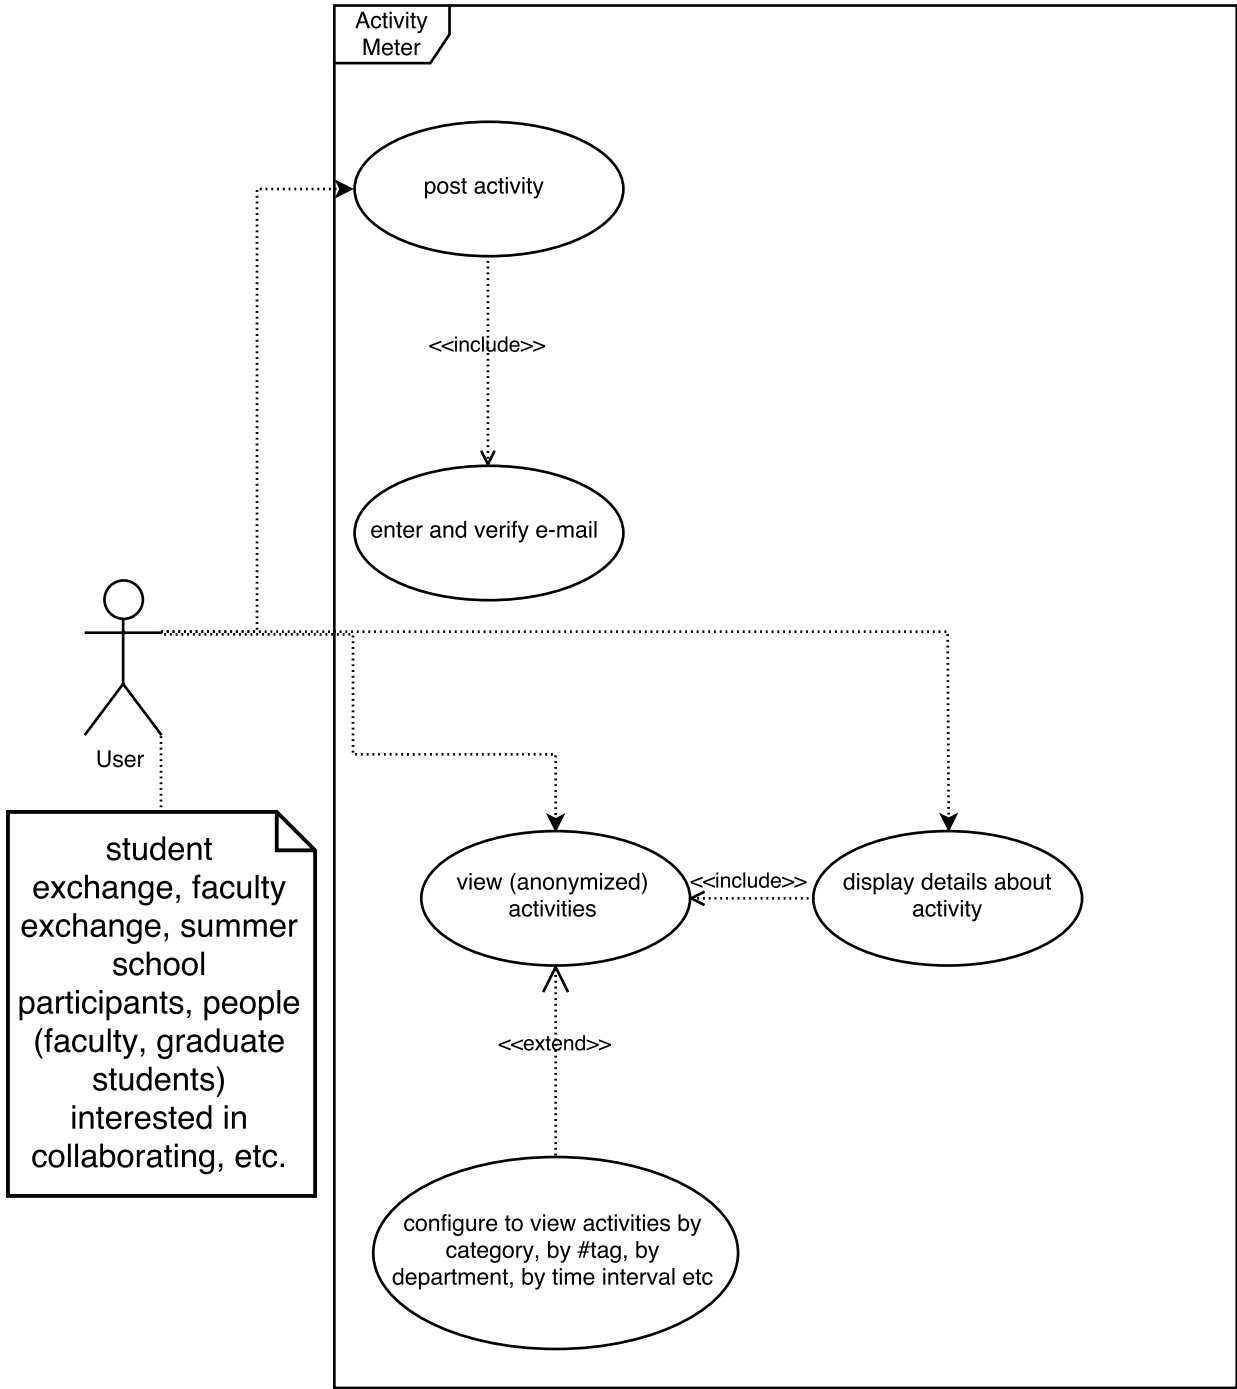 Activity
Meter
post activity
<<include>>
enter and verify e-mail
User
student
exchange, faculty
exchange, summer
school
participants, people
(faculty, graduate
students)
interested in
collaborating, etc.
view (anonymized)
activities
<<include>>
display details about
activity
<<extend>>
configure to view activities by
category, by #tag, by
department, by time interval etc